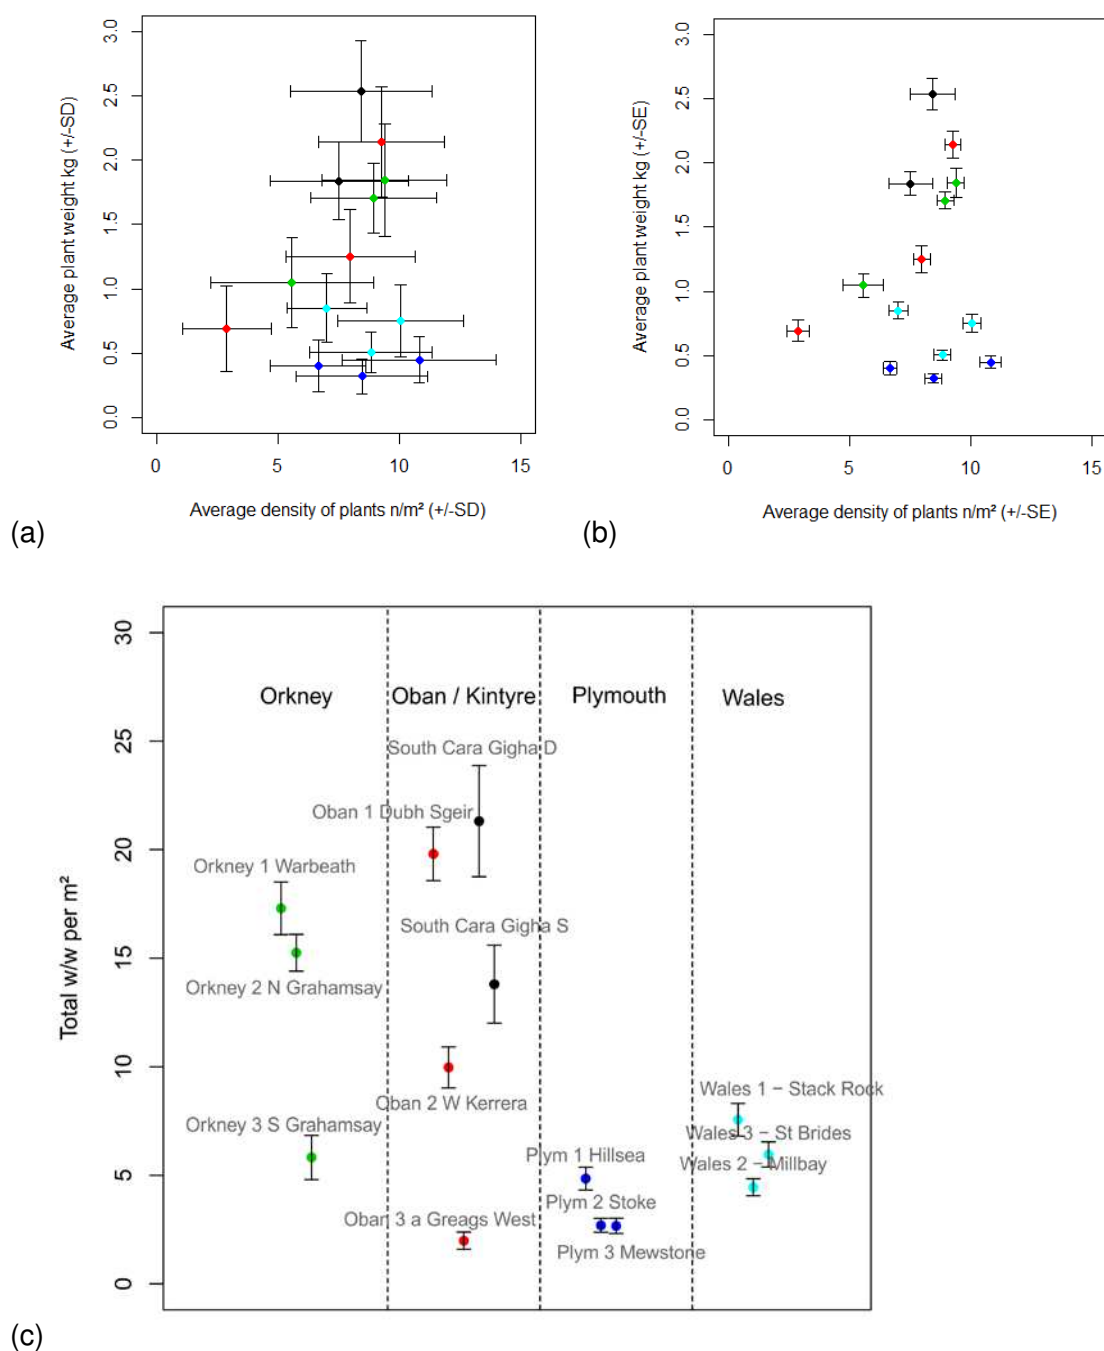 3.0
2.5
2.0
1.5
1.0
0.5
0.0
Average plant weight kg (+/-SD)
0 5 10 15
Average density of plants n/m² (+/-SD)
(a)
3.0
2.5
2.0
1.5
1.0
0.5
0.0
Average plant weight kg (+/-SE)
0 5 10 15
Average density of plants n/m² (+/-SE)
(b)
30
25
20
15
10
5
0
Total w/w per m²
Orkney Oban / Kintyre Plymouth Wales
South Cara Gigha D
Oban 1 Dubh Sgeir
Orkney 1 Warbeath
South Cara Gigha S
Orkney 2 N Grahamsay
Oban 2 W Kerrera
Wales 1 − Stack Rock
Orkney 3 S Grahamsay
Wales 3 − St Brides
Plym 1 Hillsea
Wales 2 − Millbay
Plym 2 Stoke
Oban 3 a Greags West
Plym 3 Mewstone
(c)